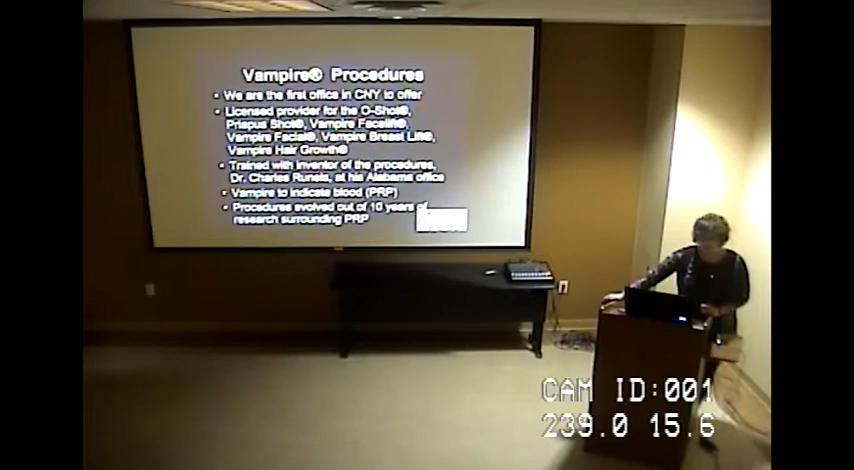 Vampire® Procedures
• We are the first office in CNY to offer
• Licensed provider for the O-Shot®,
Priapus Shot®, Vampire Facelift®,
Vampire Facial®, Vampire Breast Lift®,
Vampire Hair Growth®
• Trained with inventor of the procedures,
Dr. Charles Runels, at his Alabama office
• Vampire to indicate blood (PRP)
• Procedures evolved out of 10 years of
research surrounding PRP
CAM ID:001
239.0 15.6